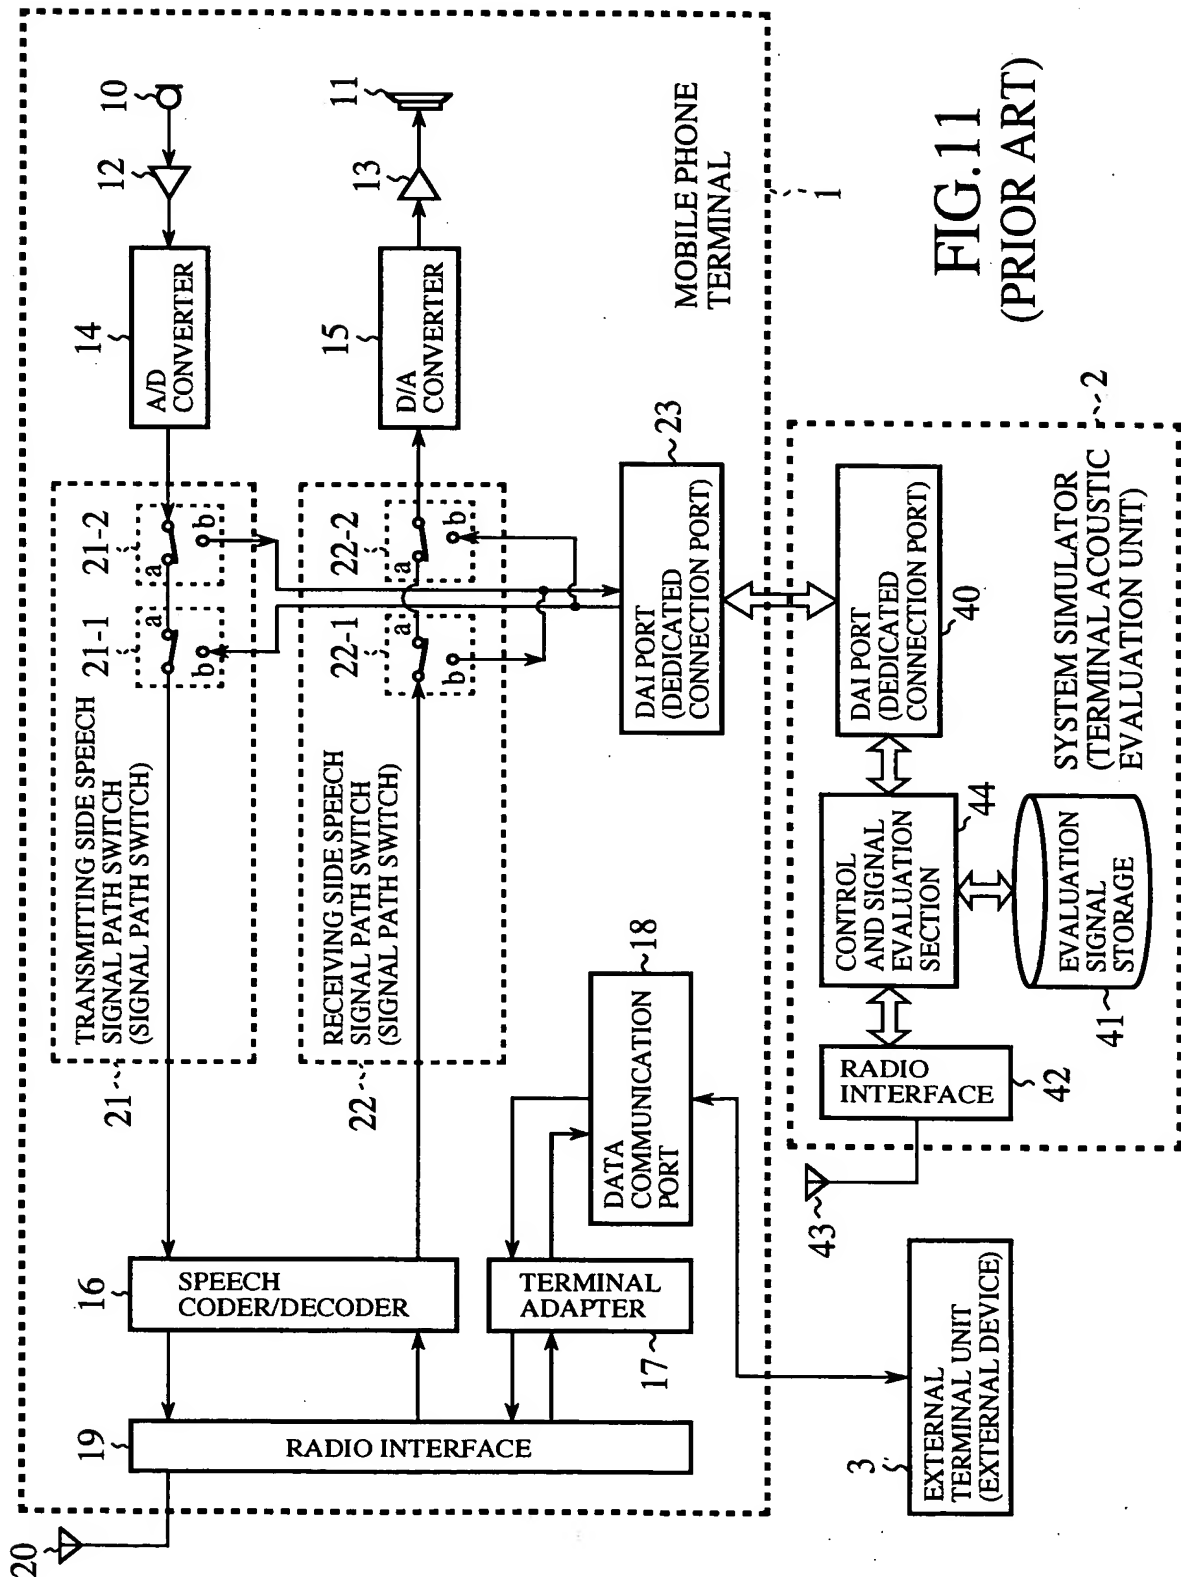 20
19
RADIO INTERFACE
16
SPEECH
CODER/DECODER
17
TERMINAL
ADAPTER
18
DATA
COMMUNICATION
PORT
21
TRANSMITTING SIDE SPEECH
SIGNAL PATH SWITCH
(SIGNAL PATH SWITCH)
21-1
a
b
21-2
a
b
22
RECEIVING SIDE SPEECH
SIGNAL PATH SWITCH
(SIGNAL PATH SWITCH)
22-1
a
b
22-2
a
b
14
A/D
CONVERTER
12
10
15
D/A
CONVERTER
13
11
23
DAI PORT
(DEDICATED
CONNECTION PORT)
MOBILE PHONE
TERMINAL
1
3
EXTERNAL
TERMINAL UNIT
(EXTERNAL DEVICE)
43
RADIO
INTERFACE
42
CONTROL
AND SIGNAL
EVALUATION
SECTION
44
41
EVALUATION
SIGNAL
STORAGE
DAI PORT
(DEDICATED
CONNECTION PORT)
40
SYSTEM SIMULATOR
(TERMINAL ACOUSTIC
EVALUATION UNIT)
2
FIG.11
(PRIOR ART)